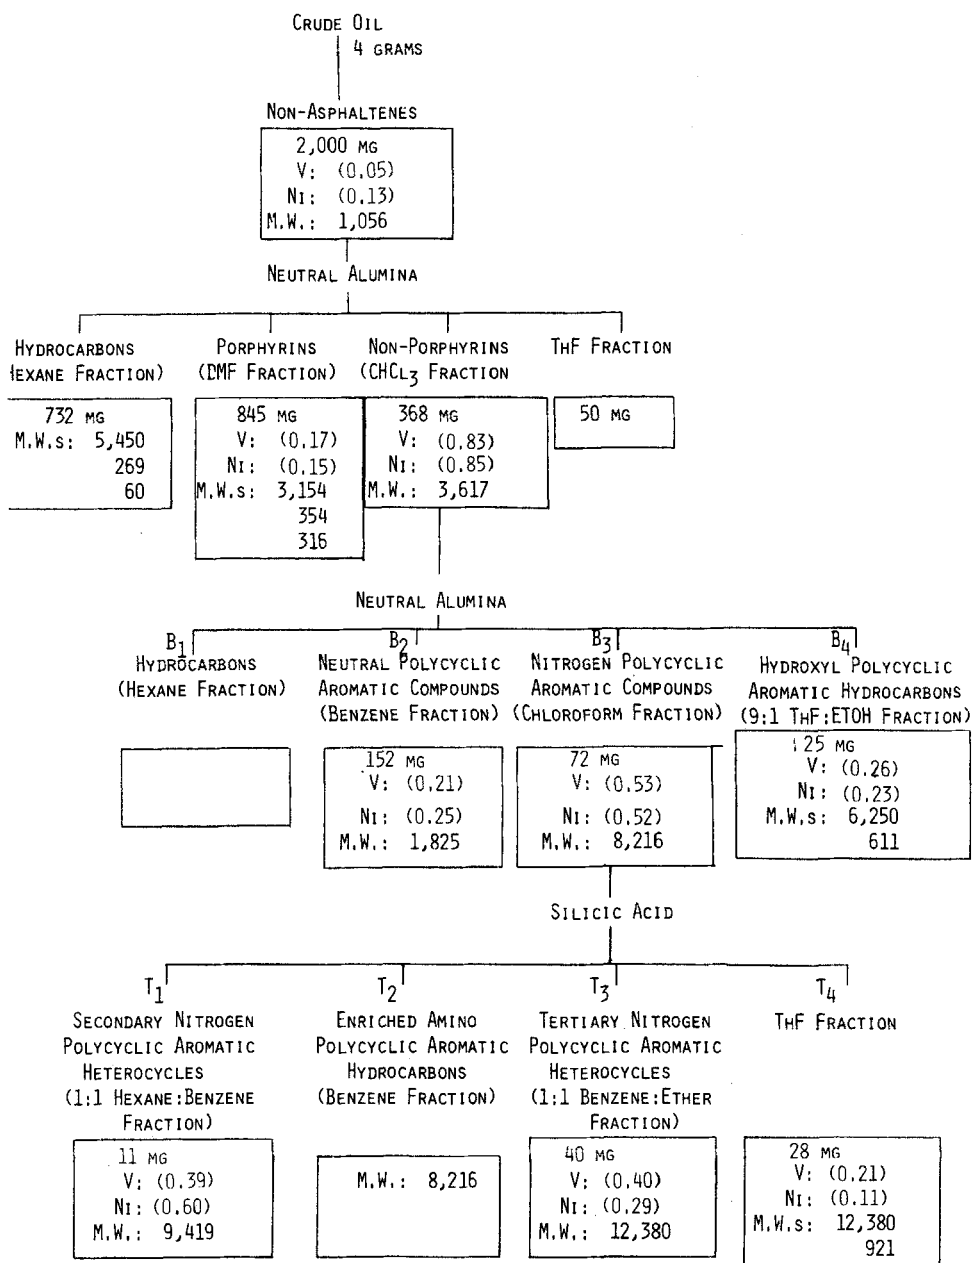 CRUDE OIL
4 GRAMS
NON-ASPHALTENES
2,000 MG
V: (0.05)
NI: (0.13)
M.W.: 1,056
NEUTRAL ALUMINA
HYDROCARBONS
HEXANE FRACTION)
732 MG
M.W.S: 5,450
269
60
PORPHYRINS
(DMF FRACTION)
845 MG
V: (0.17)
NI: (0.15)
M.W.S: 3,154
354
316
NON-PORPHYRINS
(CHCL3 FRACTION
368 MG
V: (0.83)
NI: (0.85)
M.W.: 3,617
THF FRACTION
50 MG
NEUTRAL ALUMINA
B1
HYDROCARBONS
(HEXANE FRACTION)
B2
NEUTRAL POLYCYCLIC
AROMATIC COMPOUNDS
(BENZENE FRACTION)
152 MG
V: (0.21)
NI: (0.25)
M.W.: 1,825
B3
NITROGEN POLYCYCLIC
AROMATIC COMPOUNDS
(CHLOROFORM FRACTION)
72 MG
V: (0.53)
NI: (0.52)
M.W.: 8,216
B4
HYDROXYL POLYCYCLIC
AROMATIC HYDROCARBONS
(9:1 THF:ETOH FRACTION)
125 MG
V: (0.26)
NI: (0.23)
M.W.S: 6,250
611
SILICIC ACID
T1
SECONDARY NITROGEN
POLYCYCLIC AROMATIC
HETEROCYCLES
(1:1 HEXANE:BENZENE
FRACTION)
11 MG
V: (0.39)
NI: (0.60)
M.W.: 9,419
T2
ENRICHED AMINO
POLYCYCLIC AROMATIC
HYDROCARBONS
(BENZENE FRACTION)
M.W.: 8,216
T3
TERTIARY NITROGEN
POLYCYCLIC AROMATIC
HETEROCYCLES
(1:1 BENZENE:ETHER
FRACTION)
40 MG
V: (0.40)
NI: (0.29)
M.W.: 12,380
T4
THF FRACTION
28 MG
V: (0.21)
NI: (0.11)
M.W.S: 12,380
921